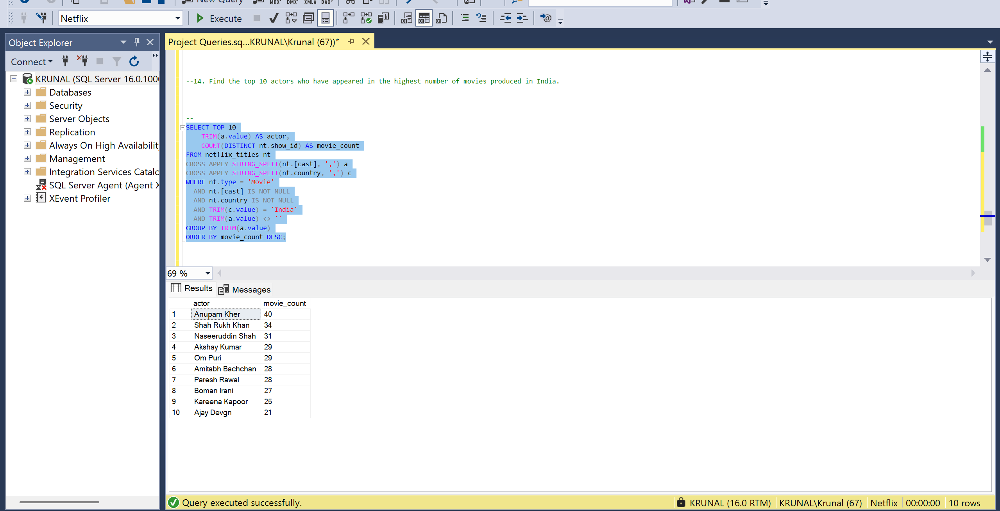 New Query
MDX
DMX
XMLA
DAX
Netflix
Execute
Object Explorer
Connect
KRUNAL (SQL Server 16.0.100
Databases
Security
Server Objects
Replication
Always On High Availabilit
Management
Integration Services Catalo
SQL Server Agent (Agent X
XEvent Profiler
Project Queries.sq...KRUNAL\Krunal (67))*
--14. Find the top 10 actors who have appeared in the highest number of movies produced in India.
--
SELECT TOP 10
TRIM(a.value) AS actor,
COUNT(DISTINCT nt.show_id) AS movie_count
FROM netflix_titles nt
CROSS APPLY STRING_SPLIT(nt.[cast], ',') a
CROSS APPLY STRING_SPLIT(nt.country, ',') c
WHERE nt.type = 'Movie'
AND nt.[cast] IS NOT NULL
AND nt.country IS NOT NULL
AND TRIM(c.value) = 'India'
AND TRIM(a.value) <> ''
GROUP BY TRIM(a.value)
ORDER BY movie_count DESC;
69 %
Results Messages
actor movie_count
1 Anupam Kher 40
2 Shah Rukh Khan 34
3 Naseeruddin Shah 31
4 Akshay Kumar 29
5 Om Puri 29
6 Amitabh Bachchan 28
7 Paresh Rawal 28
8 Boman Irani 27
9 Kareena Kapoor 25
10 Ajay Devgn 21
Query executed successfully.
KRUNAL (16.0 RTM) KRUNAL\Krunal (67) Netflix 00:00:00 10 rows